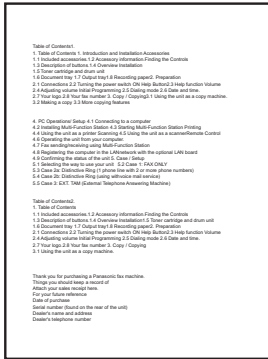 Table of Contents1.
1. Table of Contents 1. Introduction and Installation Accessories
1.1 Included accessories.1.2 Accessory information.Finding the Controls
1.3 Description of buttons 1.4 Overview Installation
1.5 Toner cartridge and drum unit
1.6 Document tray 1.7 Output tray1.8 Recording paper2. Preparation
2.1 Connections 2.2 Turning the power switch ON Help Button2.3 Help function Volume
2.4 Adjusting volume Initial Programming 2.5 Dialing mode 2.6 Date and time.
2.7 Your logo 2.8 Your fax number 3. Copy / Copying3.1 Using the unit as a copy machine.
3.2 Making a copy 3.3 More copying features
4. PC Operations/ Setup 4.1 Connecting to a computer
4.2 Installing Multi-Function Station 4.3 Starting Multi-Function Station Printing
4.4 Using the unit as a printer Scanning 4.5 Using the unit as a scannerRemote Control
4.6 Operating the unit from your computer.
4.7 Fax sending/receiving using Multi-Function Station
4.8 Registering the computer in the LANnetwork with the optional LAN board
4.9 Confirming the status of the unit 5. Case / Setup
5.1 Selecting the way to use your unit 5.2 Case 1: FAX ONLY
5.3 Case 2a: Distinctive Ring (1 phone line with 2 or more phone numbers)
5.4 Case 2b: Distinctive Ring (using withvoice mail service)
5.5 Case 3: EXT. TAM (External Telephone Answering Machine)
Table of Contents2.
1. Table of Contents
1.1 Included accessories.1.2 Accessory information.Finding the Controls
1.3 Description of buttons 1.4 Overview Installation1.5 Toner cartridge and drum unit
1.6 Document tray 1.7 Output tray1.8 Recording paper2. Preparation
2.1 Connections 2.2 Turning the power switch ON Help Button2.3 Help function Volume
2.4 Adjusting volume Initial Programming 2.5 Dialing mode 2.6 Date and time.
2.7 Your logo 2.8 Your fax number 3. Copy / Copying
3.1 Using the unit as a copy machine.
Thank you for purchasing a Panasonic fax machine.
Things you should keep a record of
Attach your sales receipt here.
For your future reference
Date of purchase
Serial number (found on the rear of the unit)
Dealer's name and address
Dealer's telephone number